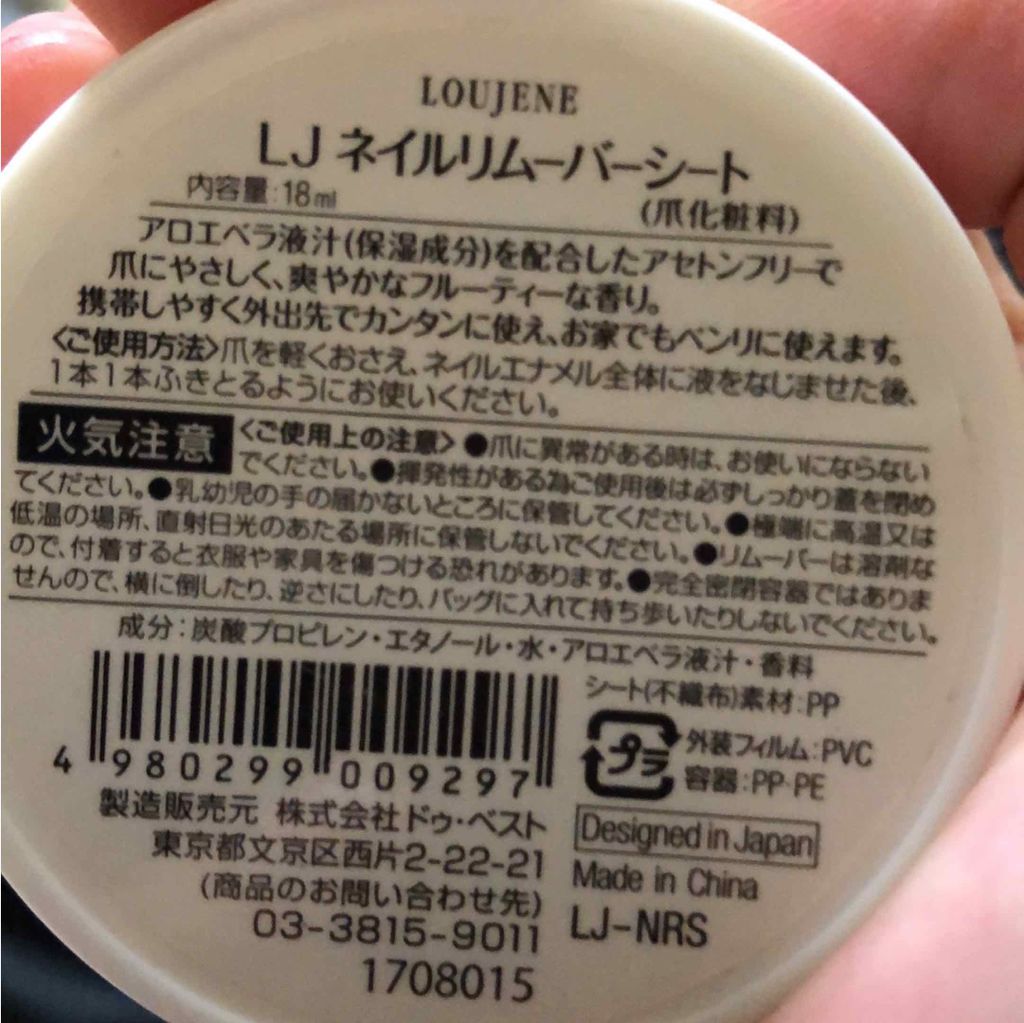 LOUJENE
LJ ネイルリムーバーシート
内容量:18ml
(爪化粧料)
アロエベラ液汁(保湿成分)を配合したアセトンフリーで
爪にやさしく、爽やかなフルーティーな香り。
携帯しやすく外出先でカンタンに使え、お家でもベンリに使えます。
〈ご使用方法〉爪を軽くおさえ、ネイルエナメル全体に液をなじませた後、
1本1本ふきとるようにお使いください。
火気注意
〈ご使用上の注意〉●爪に異常がある時は、お使いにならない
でください。●揮発性がある為ご使用後は必ずしっかり蓋を閉め
てください。●乳幼児の手の届かないところに保管してください。●極端に高温又は
低温の場所、直射日光のあたる場所に保管しないでください。●リムーバーは溶剤な
ので、付着すると衣服や家具を傷つける恐れがあります。●完全密閉容器ではありま
せんので、横に倒したり、逆さにしたり、バッグに入れて持ち歩いたりしないでください。
成分:炭酸プロピレン・エタノール・水・アロエベラ液汁・香料
シート(不織布)素材:PP
プラ
外装フィルム:PVC
容器:PP・PE
4 980299 009297
製造販売元 株式会社ドゥ・ベスト
東京都文京区西片2-22-21
(商品のお問い合わせ先)
03-3815-9011
1708015
Designed in Japan
Made in China
LJ-NRS